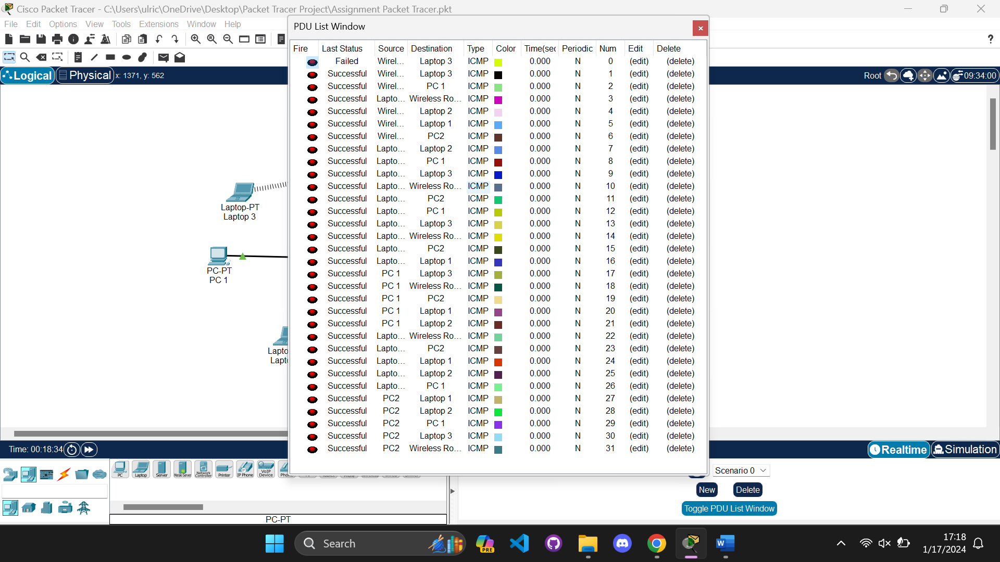 Cisco Packet Tracer - C:\Users\ulric\OneDrive\Desktop\Packet Tracer Project\Assignment Packet Tracer.pkt
File Edit Options View Tools Extensions Window Help
PDU List Window
Fire Last Status Source Destination Type Color Time(sec Periodic Num Edit Delete
Failed Wirel... Laptop 3 ICMP 0.000 N 0 (edit) (delete)
Successful Wirel... Laptop 3 ICMP 0.000 N 1 (edit) (delete)
Successful Wirel... PC 1 ICMP 0.000 N 2 (edit) (delete)
Successful Lapto... Wireless Ro... ICMP 0.000 N 3 (edit) (delete)
Successful Wirel... Laptop 2 ICMP 0.000 N 4 (edit) (delete)
Successful Wirel... Laptop 1 ICMP 0.000 N 5 (edit) (delete)
Successful Wirel... PC2 ICMP 0.000 N 6 (edit) (delete)
Successful Lapto... Laptop 2 ICMP 0.000 N 7 (edit) (delete)
Successful Lapto... PC 1 ICMP 0.000 N 8 (edit) (delete)
Successful Lapto... Laptop 3 ICMP 0.000 N 9 (edit) (delete)
Successful Lapto... Wireless Ro... ICMP 0.000 N 10 (edit) (delete)
Successful Lapto... PC2 ICMP 0.000 N 11 (edit) (delete)
Successful Lapto... PC 1 ICMP 0.000 N 12 (edit) (delete)
Successful Lapto... Laptop 3 ICMP 0.000 N 13 (edit) (delete)
Successful Lapto... Wireless Ro... ICMP 0.000 N 14 (edit) (delete)
Successful Lapto... PC2 ICMP 0.000 N 15 (edit) (delete)
Successful Lapto... Laptop 1 ICMP 0.000 N 16 (edit) (delete)
Successful PC 1 Laptop 3 ICMP 0.000 N 17 (edit) (delete)
Successful PC 1 Wireless Ro... ICMP 0.000 N 18 (edit) (delete)
Successful PC 1 PC2 ICMP 0.000 N 19 (edit) (delete)
Successful PC 1 Laptop 1 ICMP 0.000 N 20 (edit) (delete)
Successful PC 1 Laptop 2 ICMP 0.000 N 21 (edit) (delete)
Successful Lapto... Wireless Ro... ICMP 0.000 N 22 (edit) (delete)
Successful Lapto... PC2 ICMP 0.000 N 23 (edit) (delete)
Successful Lapto... Laptop 1 ICMP 0.000 N 24 (edit) (delete)
Successful Lapto... Laptop 2 ICMP 0.000 N 25 (edit) (delete)
Successful Lapto... PC 1 ICMP 0.000 N 26 (edit) (delete)
Successful PC2 Laptop 1 ICMP 0.000 N 27 (edit) (delete)
Successful PC2 Laptop 2 ICMP 0.000 N 28 (edit) (delete)
Successful PC2 PC 1 ICMP 0.000 N 29 (edit) (delete)
Successful PC2 Laptop 3 ICMP 0.000 N 30 (edit) (delete)
Successful PC2 Wireless Ro... ICMP 0.000 N 31 (edit) (delete)
Logical Physical x: 1371, y: 562
Root 09:34:00
Laptop-PT
Laptop 3
PC-PT
PC 1
Lapto
Lapt
Time: 00:18:34
Realtime Simulation
PC Laptop Server Meraki Server Network Controller Printer IP Phone VoIP Device
Scenario 0
New Delete
Toggle PDU List Window
PC-PT
Search
PRE
17:18
1/17/2024